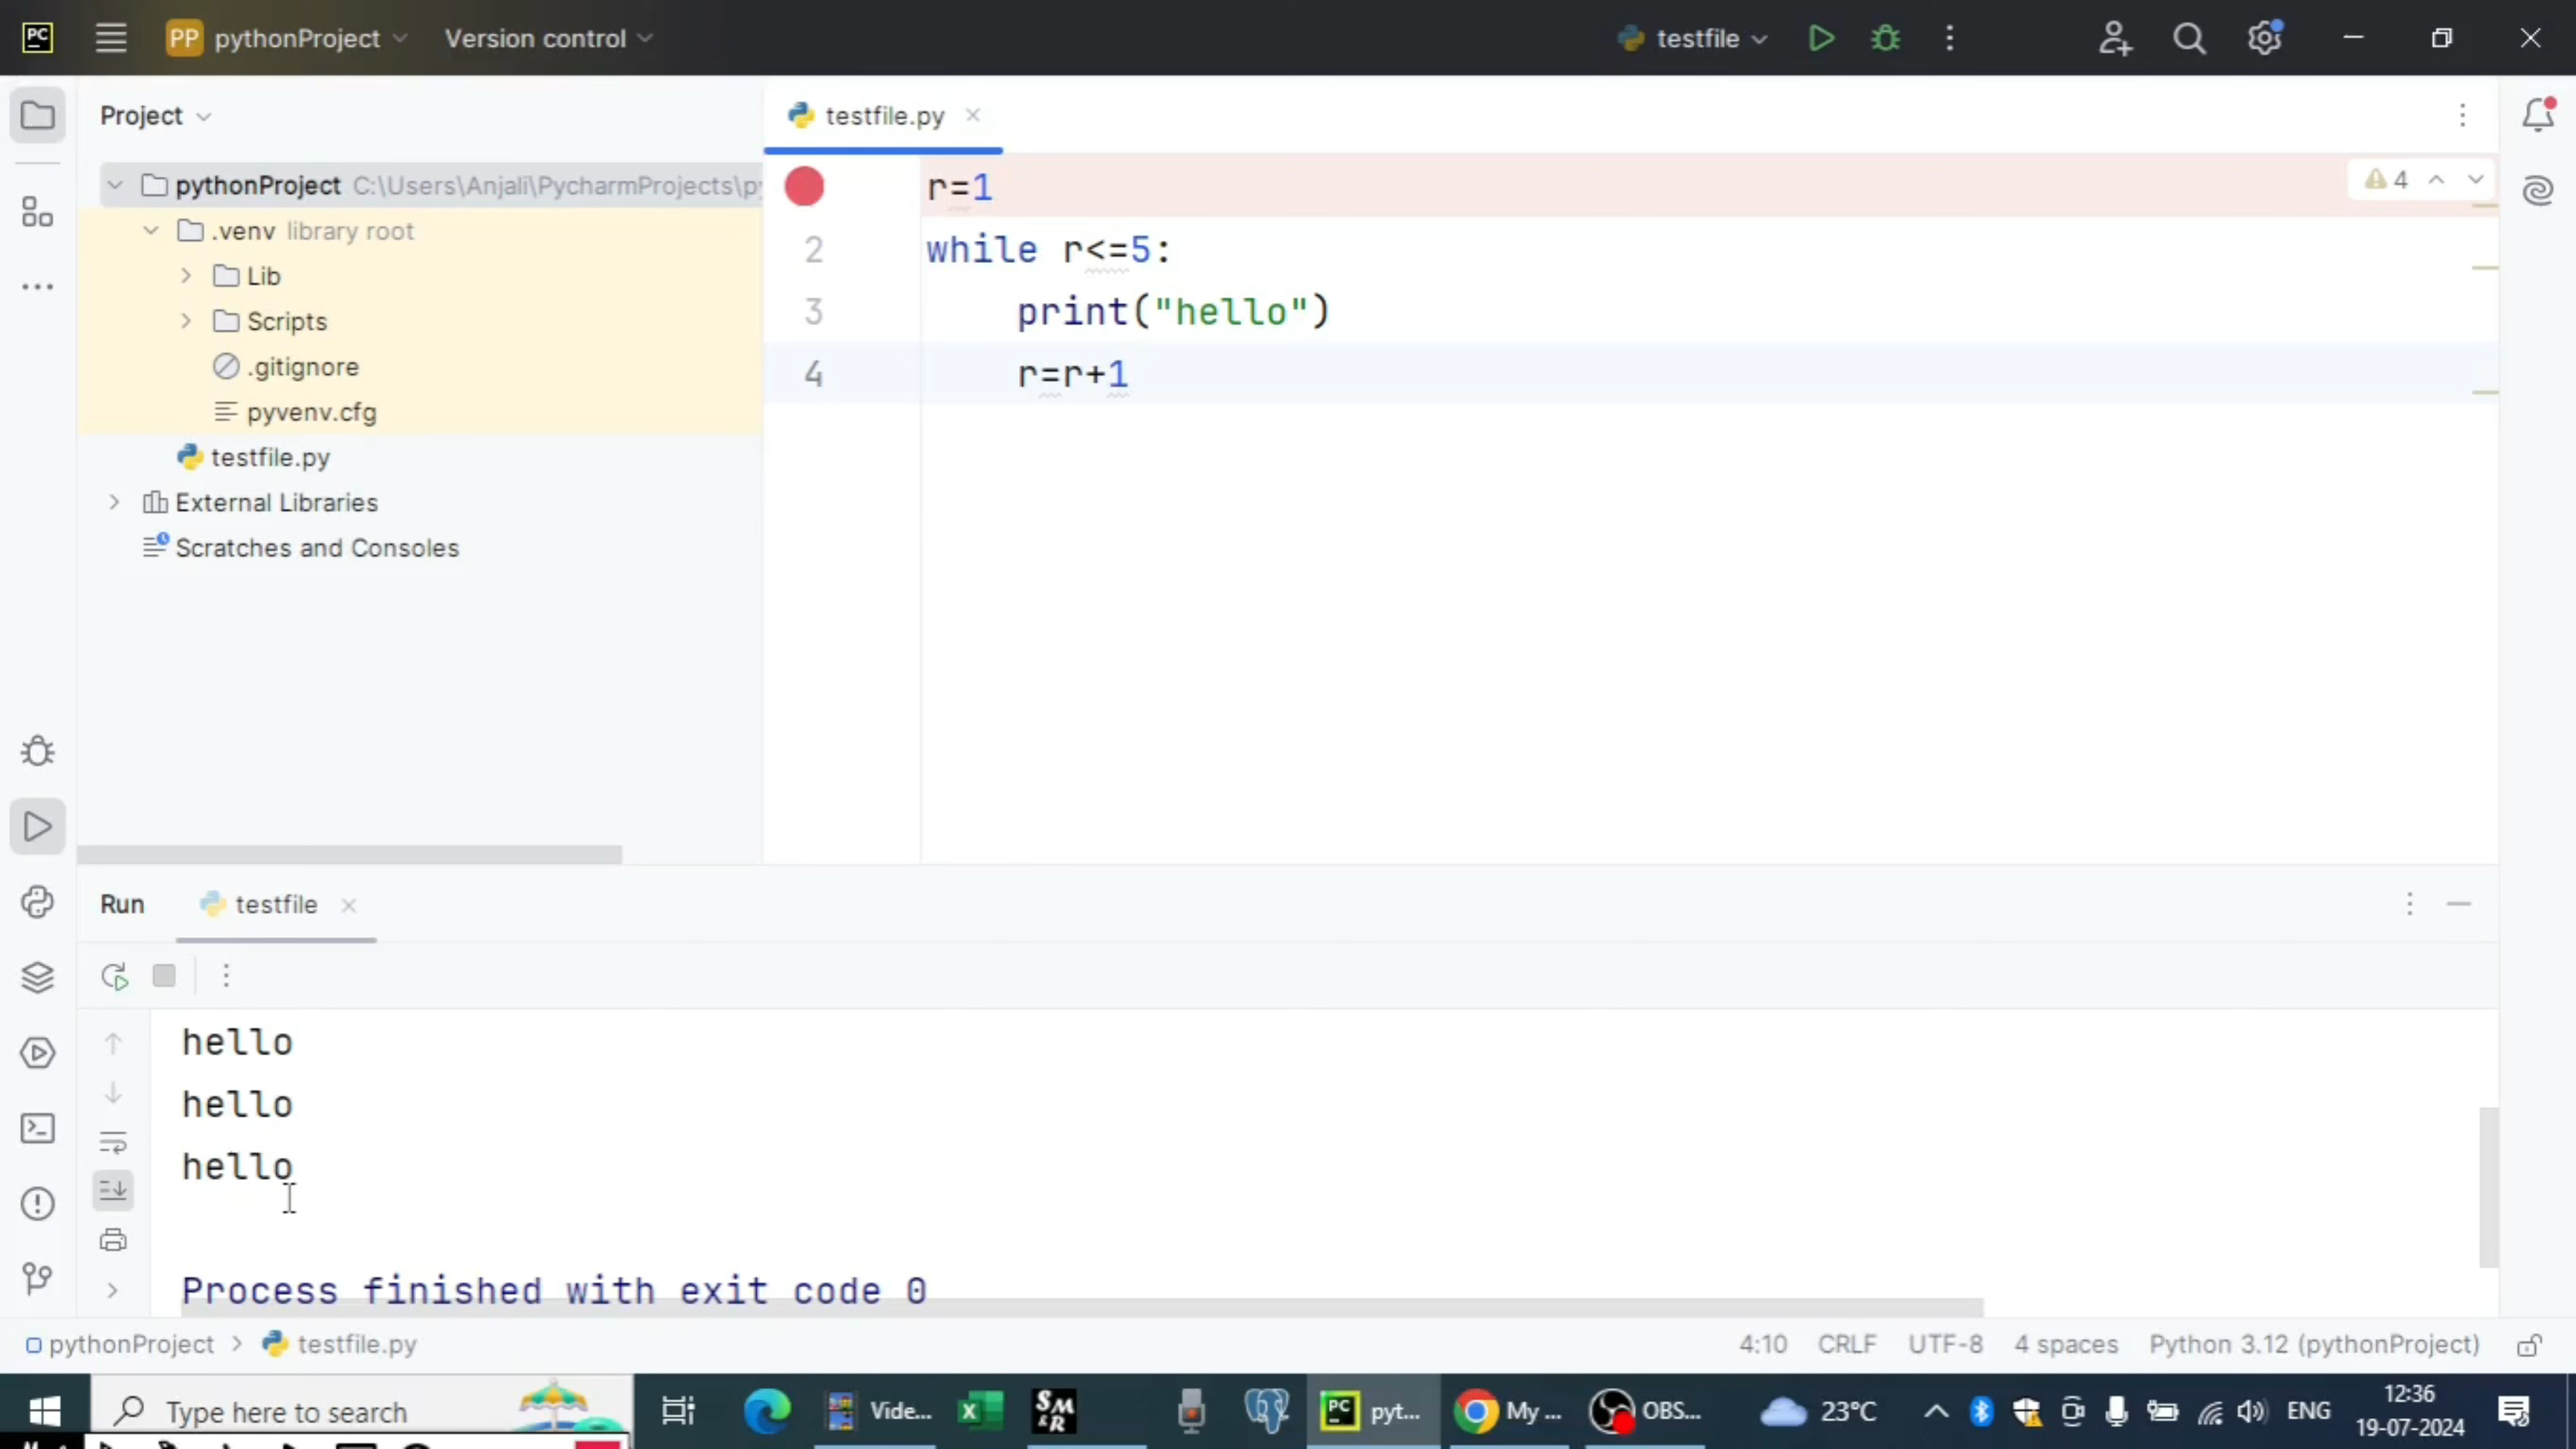 PC
PP pythonProject
Version control
testfile
Project
testfile.py
pythonProject C:\Users\Anjali\PycharmProjects\p
.venv library root
Lib
Scripts
.gitignore
pyvenv.cfg
testfile.py
External Libraries
Scratches and Consoles
r=1
4
2 while r<=5:
3 print("hello")
4 r=r+1
Run testfile
hello
hello
hello
Process finished with exit code 0
pythonProject > testfile.py
4:10 CRLF UTF-8 4 spaces Python 3.12 (pythonProject)
Type here to search
Vide...
SM&R
PC pyt...
My ...
OBS...
23°C
ENG
12:36
19-07-2024